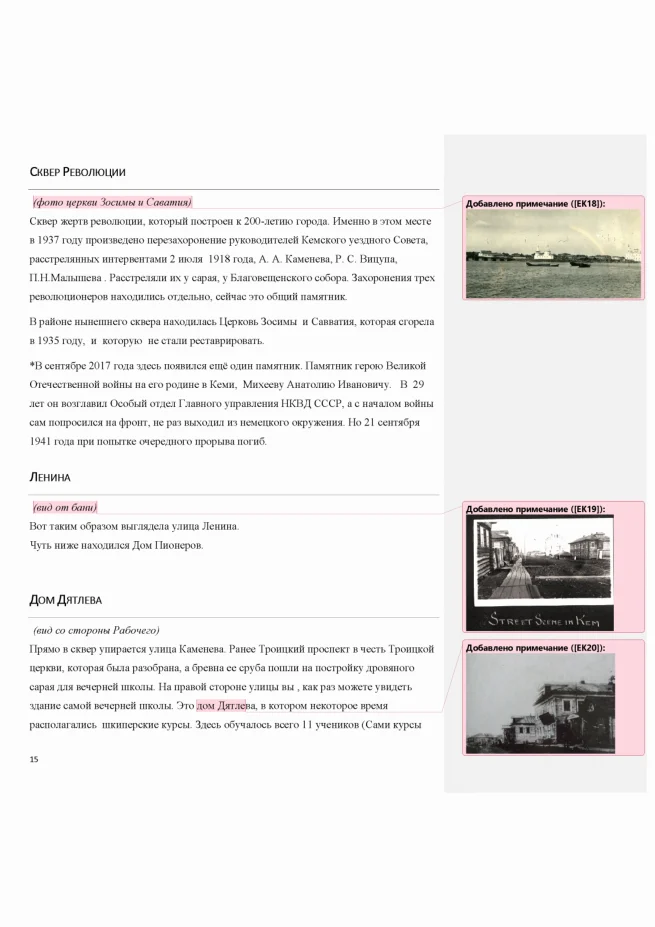 СКВЕР РЕВОЛЮЦИИ
(фото церкви Зосимы и Саватия)
Сквер жертв революции, который построен к 200-летию города. Именно в этом месте
в 1937 году произведено перезахоронение руководителей Кемского уездного Совета,
расстрелянных интервентами 2 июля 1918 года, А. А. Каменева, Р. С. Вицупа,
П.Н.Малышева . Расстреляли их у сарая, у Благовещенского собора. Захоронения трех
революционеров находились отдельно, сейчас это общий памятник.
В районе нынешнего сквера находилась Церковь Зосимы и Савватия, которая сгорела
в 1935 году, и которую не стали реставрировать.
*В сентябре 2017 года здесь появился ещё один памятник. Памятник герою Великой
Отечественной войны на его родине в Кеми, Михееву Анатолию Ивановичу. В 29
лет он возглавил Особый отдел Главного управления НКВД СССР, а с началом войны
сам попросился на фронт, не раз выходил из немецкого окружения. Но 21 сентября
1941 года при попытке очередного прорыва погиб.
ЛЕНИНА
(вид от бани)
Вот таким образом выглядела улица Ленина.
Чуть ниже находился Дом Пионеров.
ДОМ ДЯТЛЕВА
(вид со стороны Рабочего)
Прямо в сквер упирается улица Каменева. Ранее Троицкий проспект в честь Троицкой
церкви, которая была разобрана, а бревна ее сруба пошли на постройку дровяного
сарая для вечерней школы. На правой стороне улицы вы , как раз можете увидеть
здание самой вечерней школы. Это дом Дятлева, в котором некоторое время
располагались шкиперские курсы. Здесь обучалось всего 11 учеников (Сами курсы
15
Добавлено примечание ([ЕК18]):
Добавлено примечание ([ЕК19]):
STREET SCENE IN KEM
Добавлено примечание ([ЕК20]):